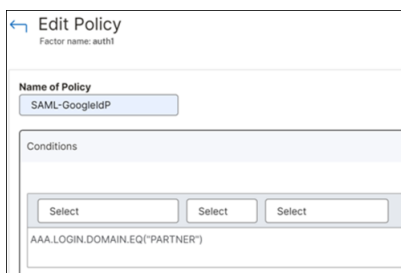 Edit Policy
Factor name: auth1
Name of Policy
SAML-GoogleIdP
Conditions
Select Select Select
AAA.LOGIN.DOMAIN.EQ("PARTNER")